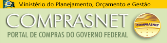 Ministério do Planejamento, Orçamento e Gestão
COMPRASNET
PORTAL DE COMPRAS DO GOVERNO FEDERAL